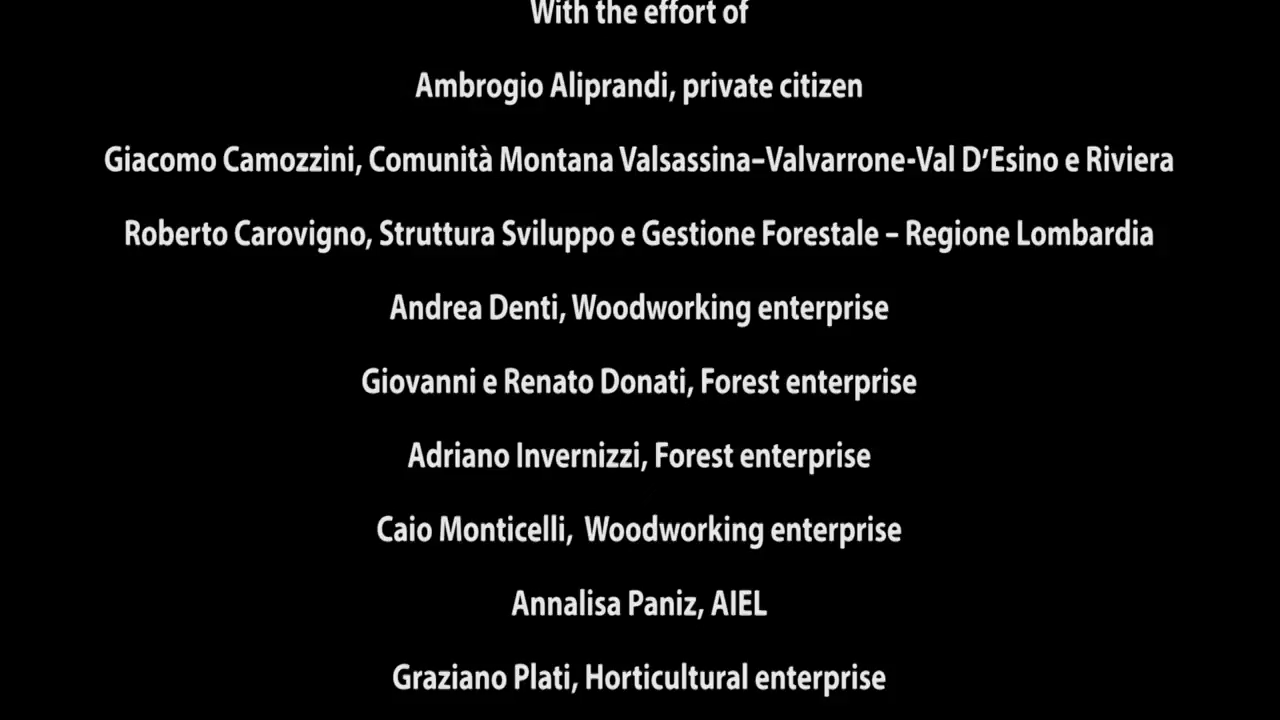 With the effort of
Ambrogio Aliprandi, private citizen
Giacomo Camozzini, Comunità Montana Valsassina–Valvarrone-Val D’Esino e Riviera
Roberto Carovigno, Struttura Sviluppo e Gestione Forestale – Regione Lombardia
Andrea Denti, Woodworking enterprise
Giovanni e Renato Donati, Forest enterprise
Adriano Invernizzi, Forest enterprise
Caio Monticelli,  Woodworking enterprise
Annalisa Paniz, AIEL
Graziano Plati, Horticultural enterprise